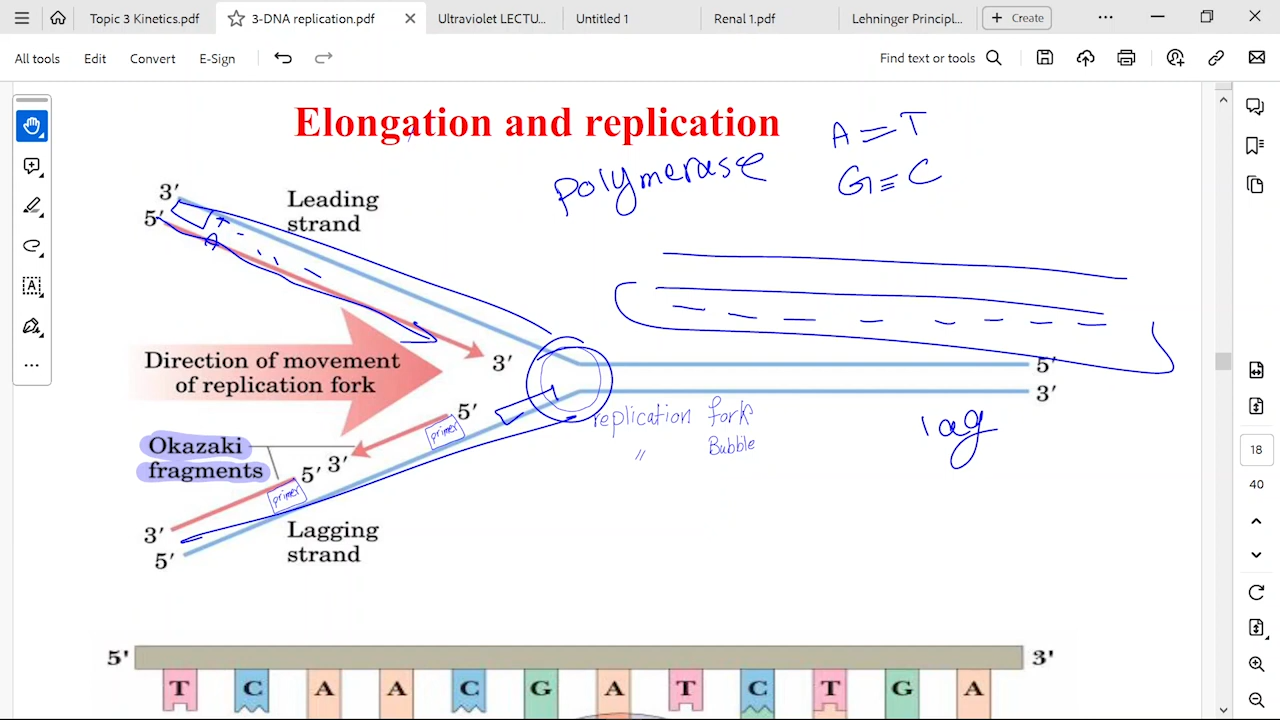 Topic 3 Kinetics.pdf
3-DNA replication.pdf
Ultraviolet LECTU...
Untitled 1
Renal 1.pdf
Lehninger Principl...
+ Create
All tools
Edit
Convert
E-Sign
Find text or tools
Elongation and replication
A = T
G ≡ C
polymerase
3′
5′
Leading
strand
A
3′
Direction of movement
of replication fork
5′
3′
replication fork
〃 Bubble
lag
5′
primer
Okazaki
fragments
5′ 3′
primer
3′
5′
Lagging
strand
5'
3'
T C A A C G A T C T G A
18
40